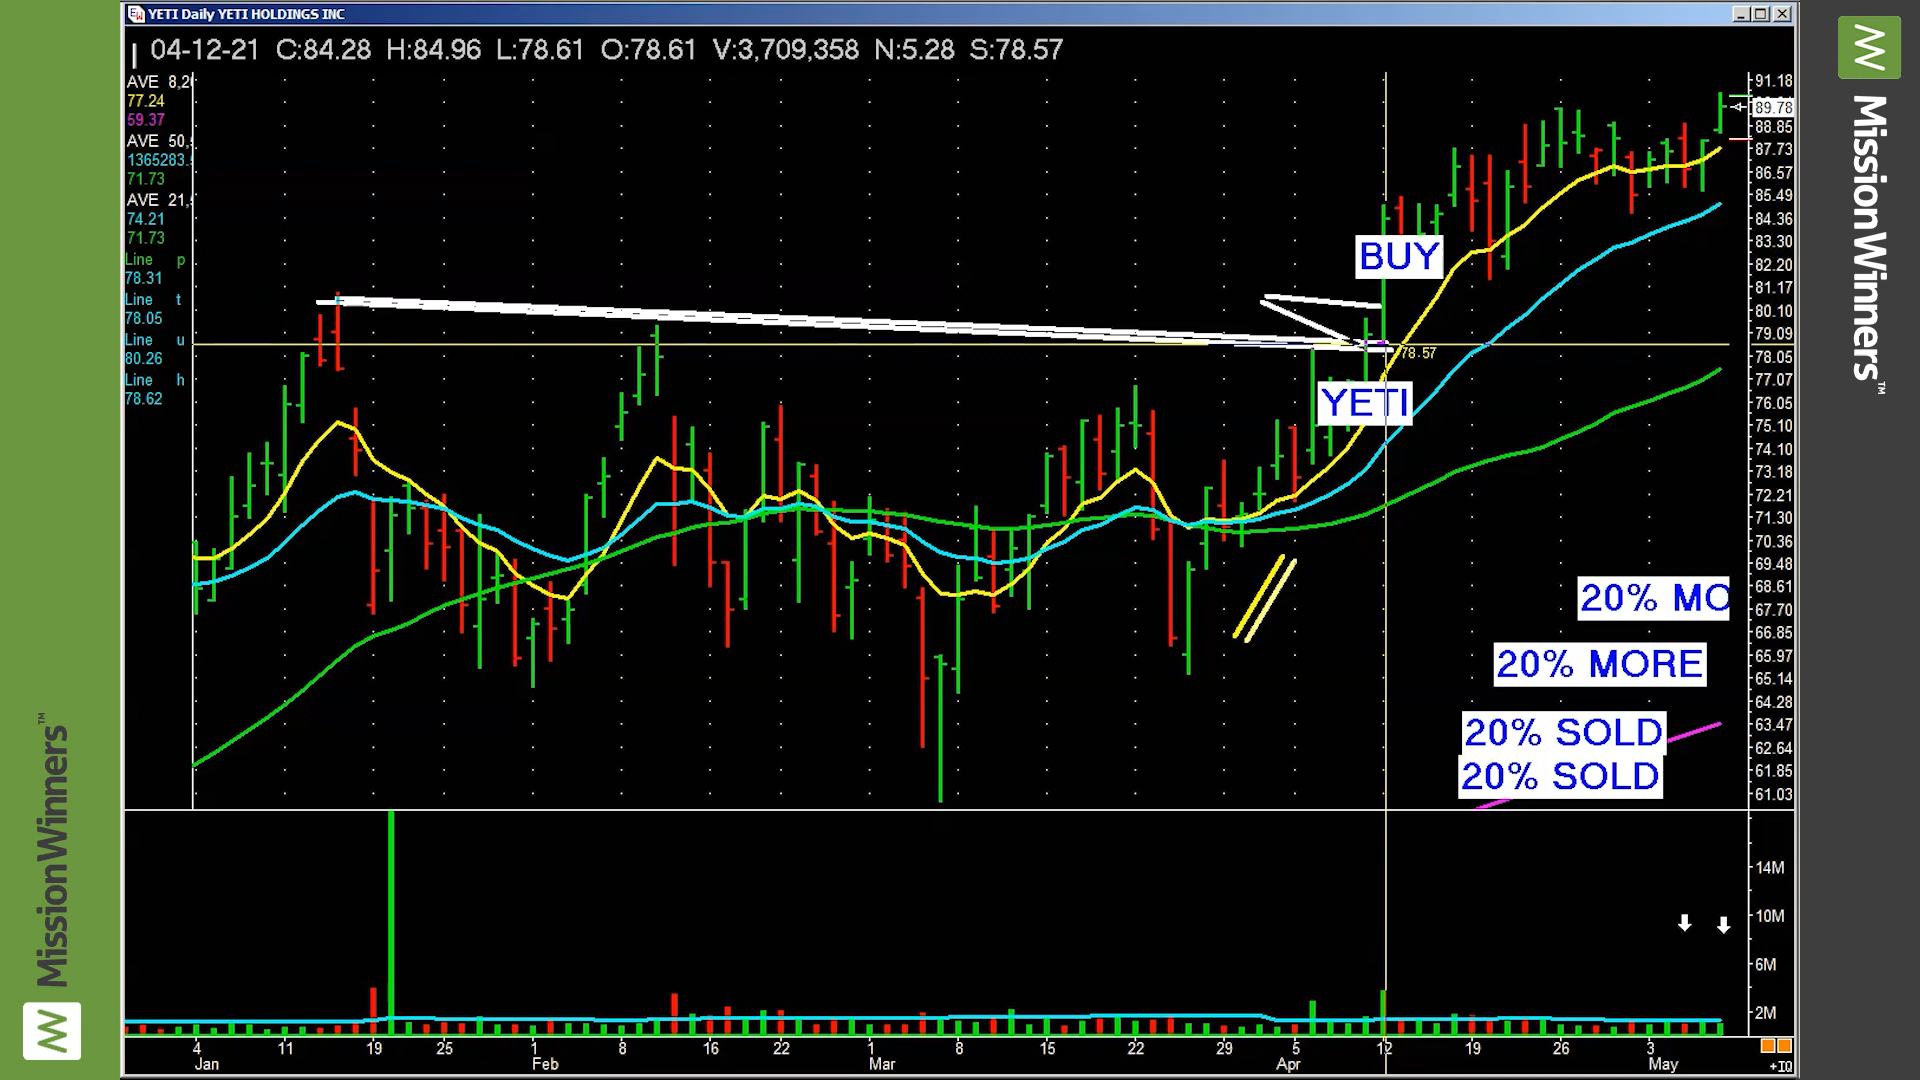 YETI Daily YETI HOLDINGS INC
04-12-21 C:84.28 H:84.96 L:78.61 O:78.61 V:3,709,358 N:5.28 S:78.57
AVE 8,2
77.24
59.37
AVE 50,
1365283.
71.73
AVE 21,
74.21
71.73
Line p
78.31
Line t
78.05
Line u
80.26
Line h
78.62
BUY
78.57
YETI
20% MO
20% MORE
20% SOLD
20% SOLD
91.18
89.78
88.85
87.73
86.57
85.49
84.36
83.30
82.20
81.17
80.10
79.09
78.05
77.07
76.05
75.10
74.10
73.18
72.21
71.30
70.36
69.48
68.61
67.70
66.85
65.97
65.14
64.28
63.47
62.64
61.85
61.03
14M
10M
6M
2M
4 11 19 25 1 8 16 22 1 8 15 22 29 5 12 19 26 3
Jan Feb Mar Apr May
+IQ
MissionWinners™
MissionWinners™